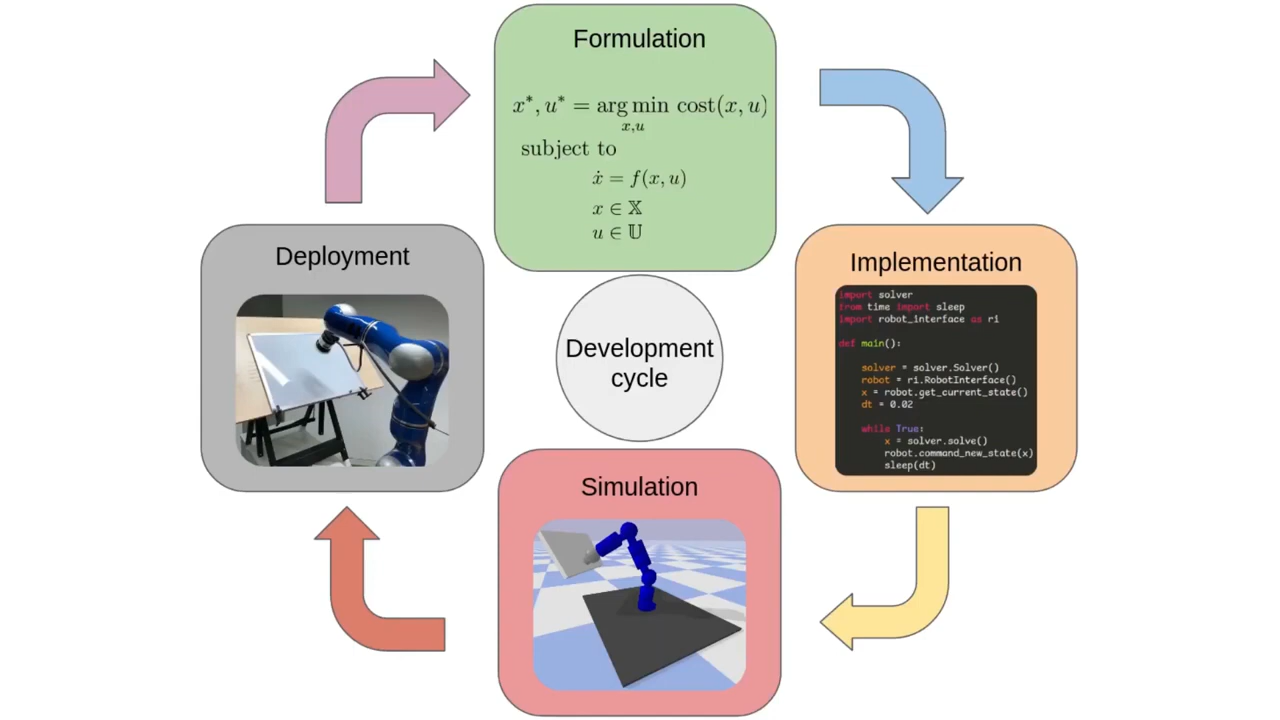 Formulation
x*, u* = arg min cost(x, u)
x,u
subject to
ẋ = f(x, u)
x ∈ 𝕏
u ∈ 𝕌
Deployment
Implementation
import solver
from time import sleep
import robot_interface as ri
def main():
solver = solver.Solver()
robot = ri.RobotInterface()
x = robot.get_current_state()
dt = 0.02
while True:
x = solver.solve()
robot.command_new_state(x)
sleep(dt)
Development
cycle
Simulation